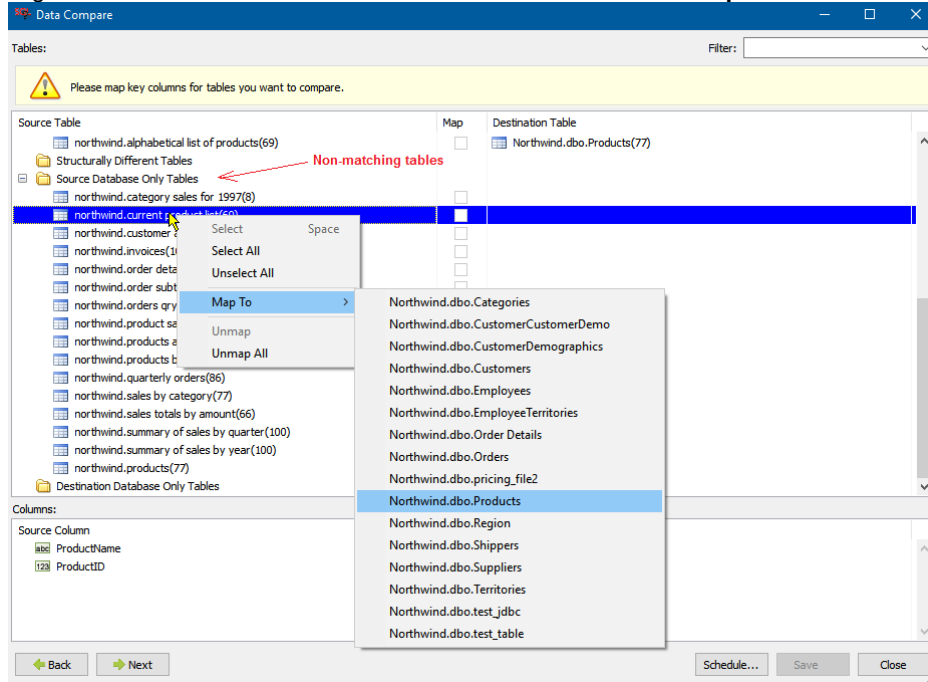 Data Compare
Tables:
Filter:
Please map key columns for tables you want to compare.
Source Table Map Destination Table
northwind.alphabetical list of products(69) Northwind.dbo.Products(77)
Structurally Different Tables
Non-matching tables
Source Database Only Tables
northwind.category sales for 1997(8)
northwind.current product list(69)
northwind.customer
northwind.invoices(1
northwind.order deta
northwind.order subt
northwind.orders qry
northwind.product sa
northwind.products a
northwind.products b
northwind.quarterly orders(86)
northwind.sales by category(77)
northwind.sales totals by amount(66)
northwind.summary of sales by quarter(100)
northwind.summary of sales by year(100)
northwind.products(77)
Destination Database Only Tables
Select Space
Select All
Unselect All
Map To >
Unmap
Unmap All
Northwind.dbo.Categories
Northwind.dbo.CustomerCustomerDemo
Northwind.dbo.CustomerDemographics
Northwind.dbo.Customers
Northwind.dbo.Employees
Northwind.dbo.EmployeeTerritories
Northwind.dbo.Order Details
Northwind.dbo.Orders
Northwind.dbo.pricing_file2
Northwind.dbo.Products
Northwind.dbo.Region
Northwind.dbo.Shippers
Northwind.dbo.Suppliers
Northwind.dbo.Territories
Northwind.dbo.test_jdbc
Northwind.dbo.test_table
Columns:
Source Column
abc ProductName
123 ProductID
Back
Next
Schedule...
Save
Close